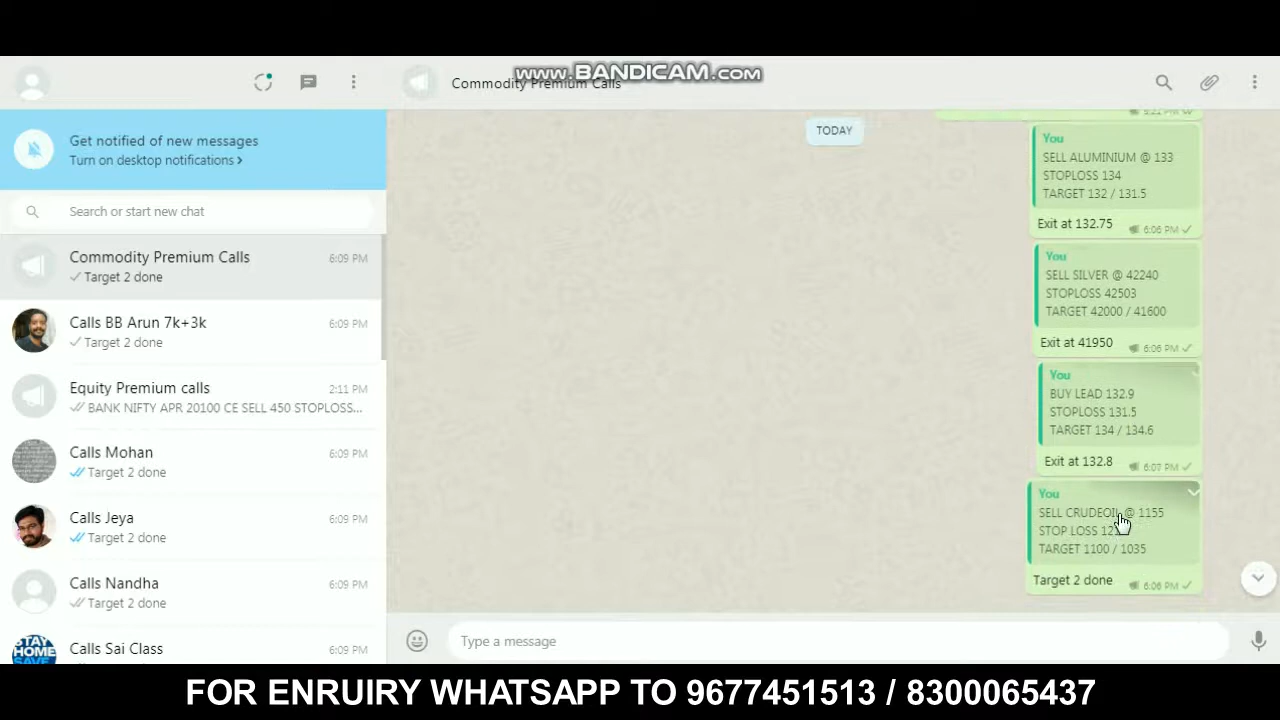 www.BANDICAM.com
Commodity Premium Calls
Get notified of new messages
Turn on desktop notifications >
Search or start new chat
Commodity Premium Calls 6:09 PM
Target 2 done
Calls BB Arun 7k+3k 6:09 PM
Target 2 done
Equity Premium calls 2:11 PM
BANK NIFTY APR 20100 CE SELL 450 STOPLOSS...
Calls Mohan 6:09 PM
Target 2 done
Calls Jeya 6:09 PM
Target 2 done
Calls Nandha 6:09 PM
Target 2 done
STAY
HOME
SAVE
Calls Sai Class 6:09 PM
TODAY
You
SELL ALUMINIUM @ 133
STOPLOSS 134
TARGET 132 / 131.5
Exit at 132.75 6:06 PM
You
SELL SILVER @ 42240
STOPLOSS 42503
TARGET 42000 / 41600
Exit at 41950 6:06 PM
You
BUY LEAD 132.9
STOPLOSS 131.5
TARGET 134 / 134.6
Exit at 132.8 6:07 PM
You
SELL CRUDEOIL @ 1155
STOP LOSS
TARGET 1100 / 1035
Target 2 done 6:06 PM
Type a message
FOR ENRUIRY WHATSAPP TO 9677451513 / 8300065437